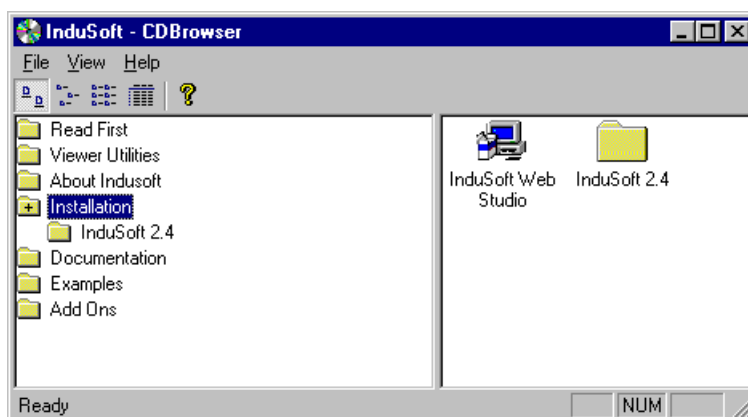 InduSoft - CDBrowser
File View Help
Read First
Viewer Utilities
About Indusoft
Installation
InduSoft 2.4
Documentation
Examples
Add Ons
InduSoft Web
Studio
InduSoft 2.4
Ready
NUM